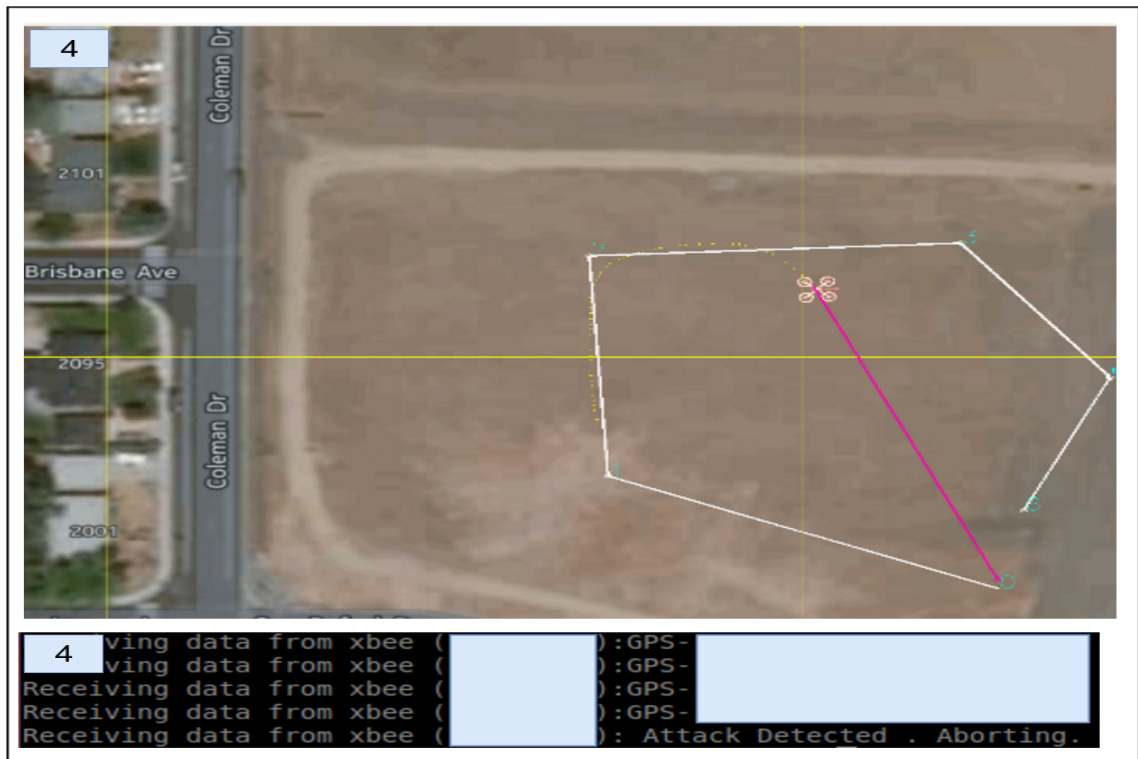 4
Coleman Dr
2101
Brisbane Ave
2095
Coleman Dr
2001
4
ving data from xbee ( ):GPS-
ving data from xbee ( ):GPS-
Receiving data from xbee ( ):GPS-
Receiving data from xbee ( ):GPS-
Receiving data from xbee ( ): Attack Detected . Aborting.